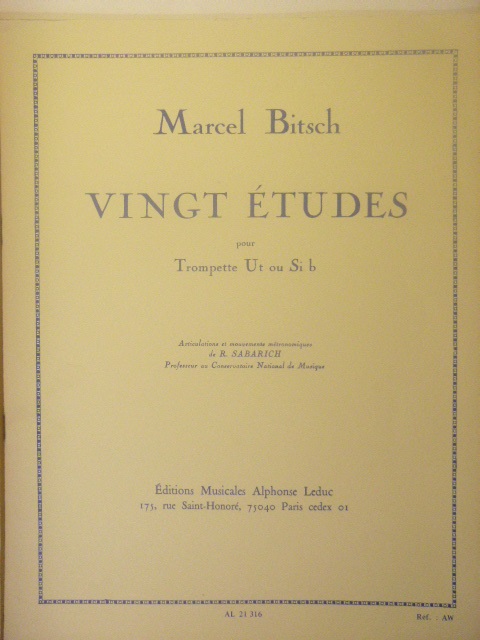 Marcel Bitsch
VINGT ÉTUDES
pour
Trompette Ut ou Si b
Articulations et mouvements métronomiques
de R. SABARICH
Professeur au Conservatoire National de Musique
Éditions Musicales Alphonse Leduc
175, rue Saint-Honoré, 75040 Paris cedex 01
AL 21 316
Réf. : AW